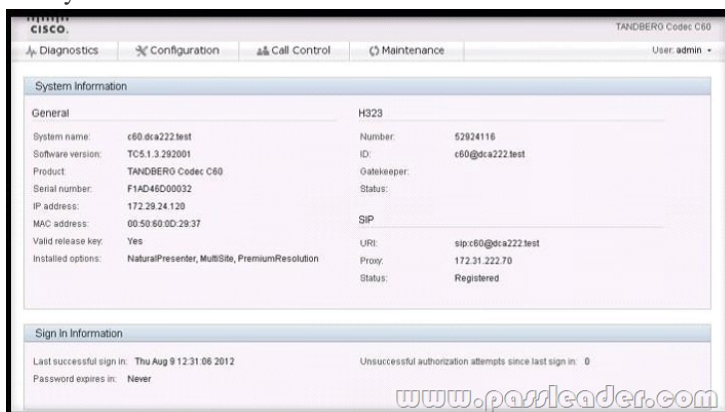 CISCO.
TANDBERG Codec C60
Diagnostics Configuration Call Control Maintenance User: admin
System Information
General
System name: c60.dca222.test
Software version: TC5.1.3.292001
Product: TANDBERG Codec C60
Serial number: F1AD46D00032
IP address: 172.29.24.120
MAC address: 00:50:60:0D:29:37
Valid release key: Yes
Installed options: NaturalPresenter, MultiSite, PremiumResolution
H323
Number: 52924116
ID: c60@dca222.test
Gatekeeper:
Status:
SIP
URI: sip:c60@dca222.test
Proxy: 172.31.222.70
Status: Registered
Sign In Information
Last successful sign in: Thu Aug 9 12:31:06 2012
Password expires in: Never
Unsuccessful authorization attempts since last sign in: 0
www.passleader.com